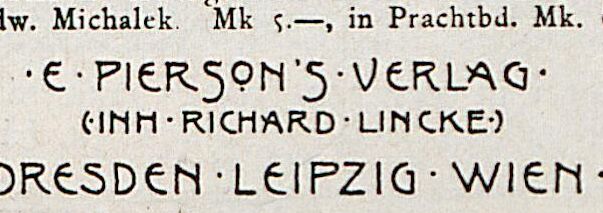 dw. Michalek. Mk 5.—, in Prachtbd. Mk.
·E·PIERSON'S·VERLAG·
(·INH·RICHARD·LINCKE·)
DRESDEN·LEIPZIG·WIEN·